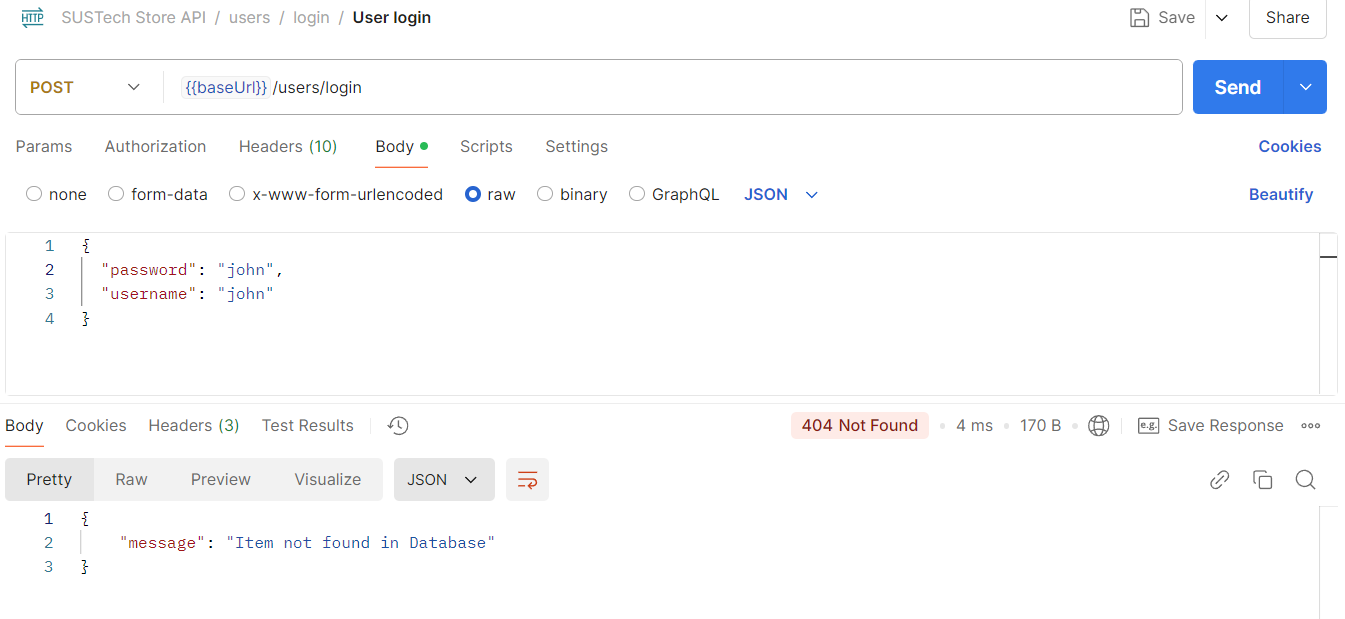 HTTP SUSTech Store API / users / login / User login Save Share
POST {{baseUrl}} /users/login Send
Params Authorization Headers (10) Body Scripts Settings Cookies
none form-data x-www-form-urlencoded raw binary GraphQL JSON Beautify
1 {
2 "password": "john",
3 "username": "john"
4 }
Body Cookies Headers (3) Test Results 404 Not Found 4 ms 170 B e.g. Save Response
Pretty Raw Preview Visualize JSON
1 {
2 "message": "Item not found in Database"
3 }